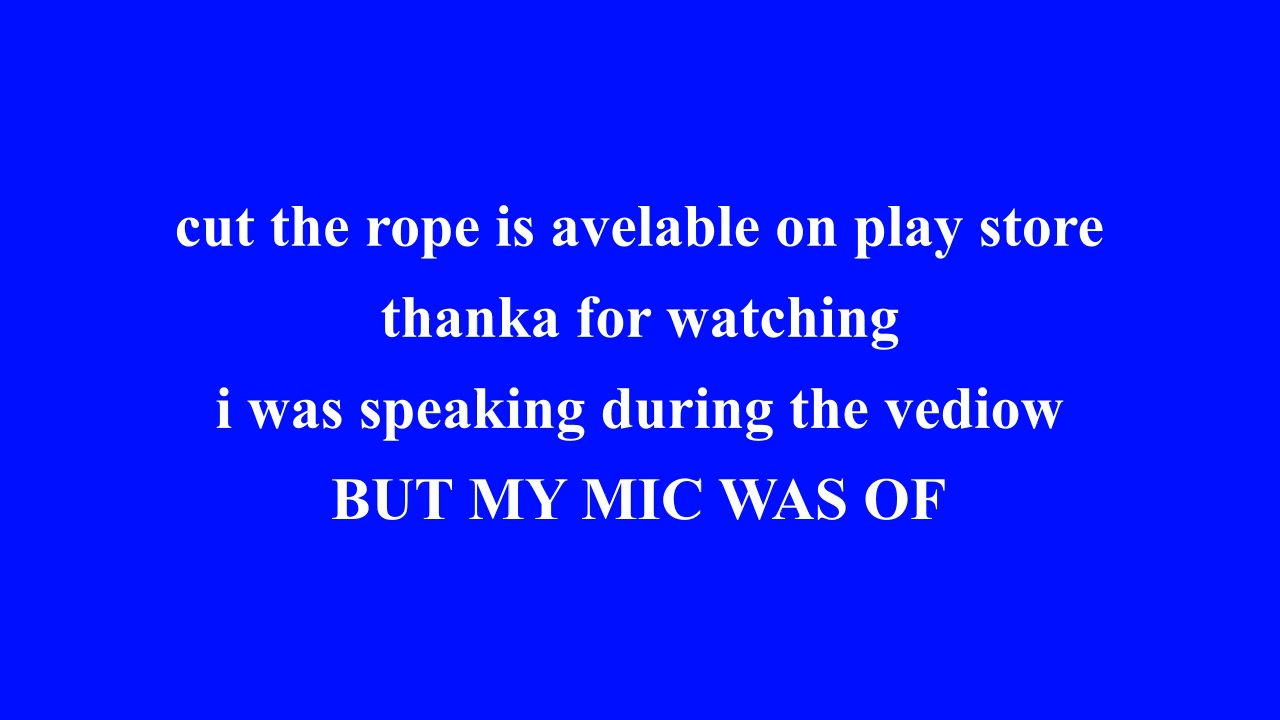 cut the rope is avelable on play store
thanka for watching
i was speaking during the vediow
BUT MY MIC WAS OF